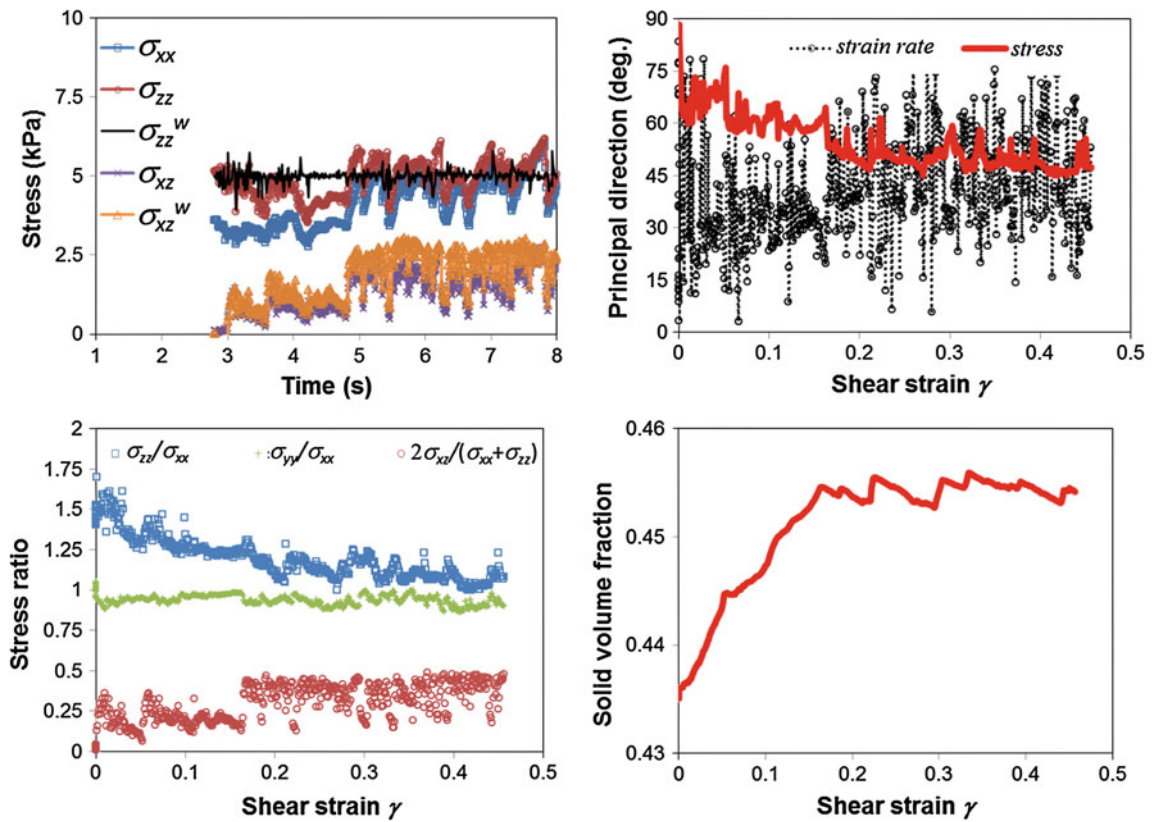 10
7.5
5
2.5
0
Stress (kPa)
σxx
σzz
σzzW
σxz
σxzW
1 2 3 4 5 6 7 8
Time (s)
90
75
60
45
30
15
0
Principal direction (deg.)
strain rate stress
0 0.1 0.2 0.3 0.4 0.5
Shear strain γ
2
1.75
1.5
1.25
1
0.75
0.5
0.25
0
Stress ratio
σzz/σxx :σyy/σxx 2σxz/(σxx+σzz)
0 0.1 0.2 0.3 0.4 0.5
Shear strain γ
0.46
0.45
0.44
0.43
Solid volume fraction
0 0.1 0.2 0.3 0.4 0.5
Shear strain γ